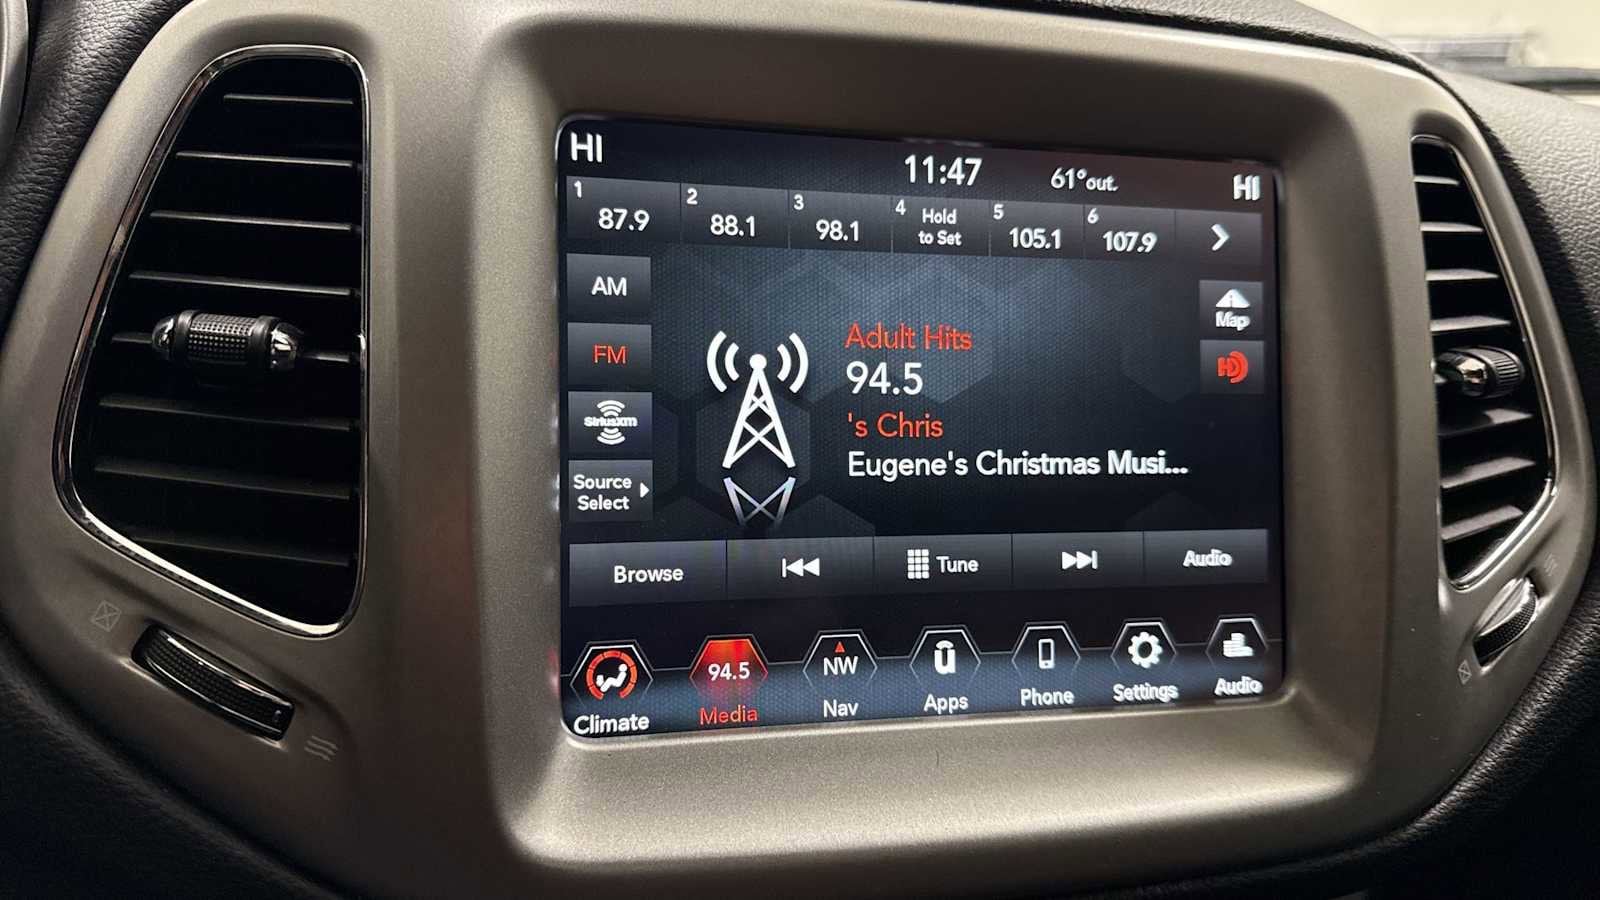 HI
11:47
61°out.
HI
1
87.9
2
88.1
3
98.1
4
Hold
to Set
5
105.1
6
107.9
AM
FM
SiriusXM
Source
Select
Adult Hits
94.5
's Chris
Eugene's Christmas Musi...
Map
HD
Browse
Tune
Audio
94.5
NW
Climate
Media
Nav
Apps
Phone
Settings
Audio